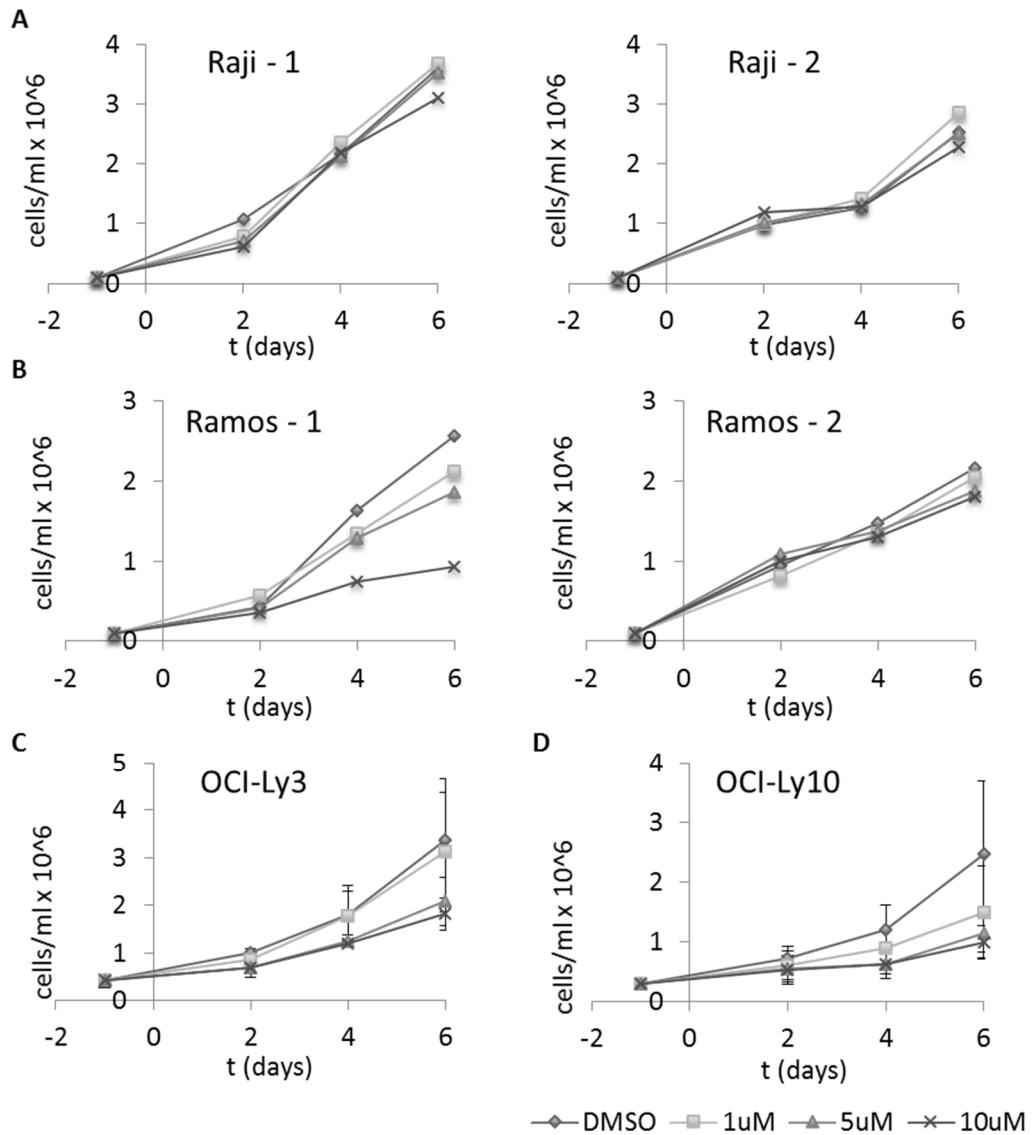 A
Raji - 1
cells/ml x 10^6
4
3
2
1
0
-2 0 2 4 6
t (days)
Raji - 2
cells/ml x 10^6
4
3
2
1
0
-2 0 2 4 6
t (days)
B
Ramos - 1
cells/ml x 10^6
3
2
1
0
-2 0 2 4 6
t (days)
Ramos - 2
cells/ml x 10^6
3
2
1
0
-2 0 2 4 6
t (days)
C
OCI-Ly3
cells/ml x 10^6
5
4
3
2
1
0
-2 0 2 4 6
t (days)
D
OCI-Ly10
cells/ml x 10^6
4
3
2
1
0
-2 0 2 4 6
t (days)
DMSO 1uM 5uM 10uM